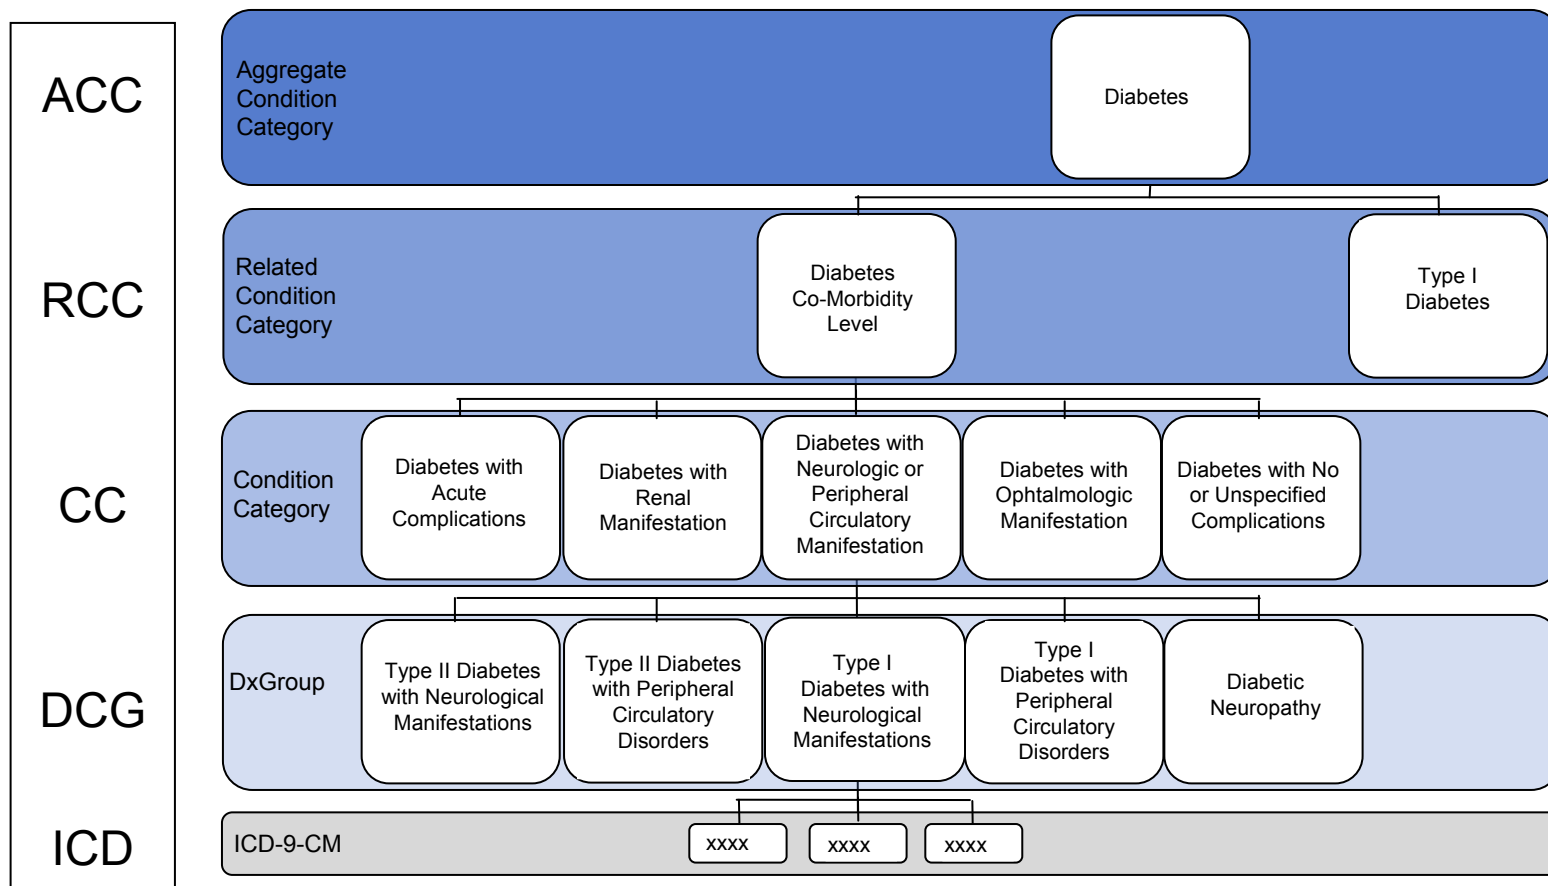 ACC
Aggregate
Condition
Category
Diabetes
RCC
Related
Condition
Category
Diabetes
Co-Morbidity
Level
Type I
Diabetes
CC
Condition
Category
Diabetes with
Acute
Complications
Diabetes with
Renal
Manifestation
Diabetes with
Neurologic or
Peripheral
Circulatory
Manifestation
Diabetes with
Ophtalmologic
Manifestation
Diabetes with No
or Unspecified
Complications
DCG
DxGroup
Type II Diabetes
with Neurological
Manifestations
Type II Diabetes
with Peripheral
Circulatory
Disorders
Type I
Diabetes with
Neurological
Manifestations
Type I
Diabetes with
Peripheral
Circulatory
Disorders
Diabetic
Neuropathy
ICD
ICD-9-CM
xxxx
xxxx
xxxx